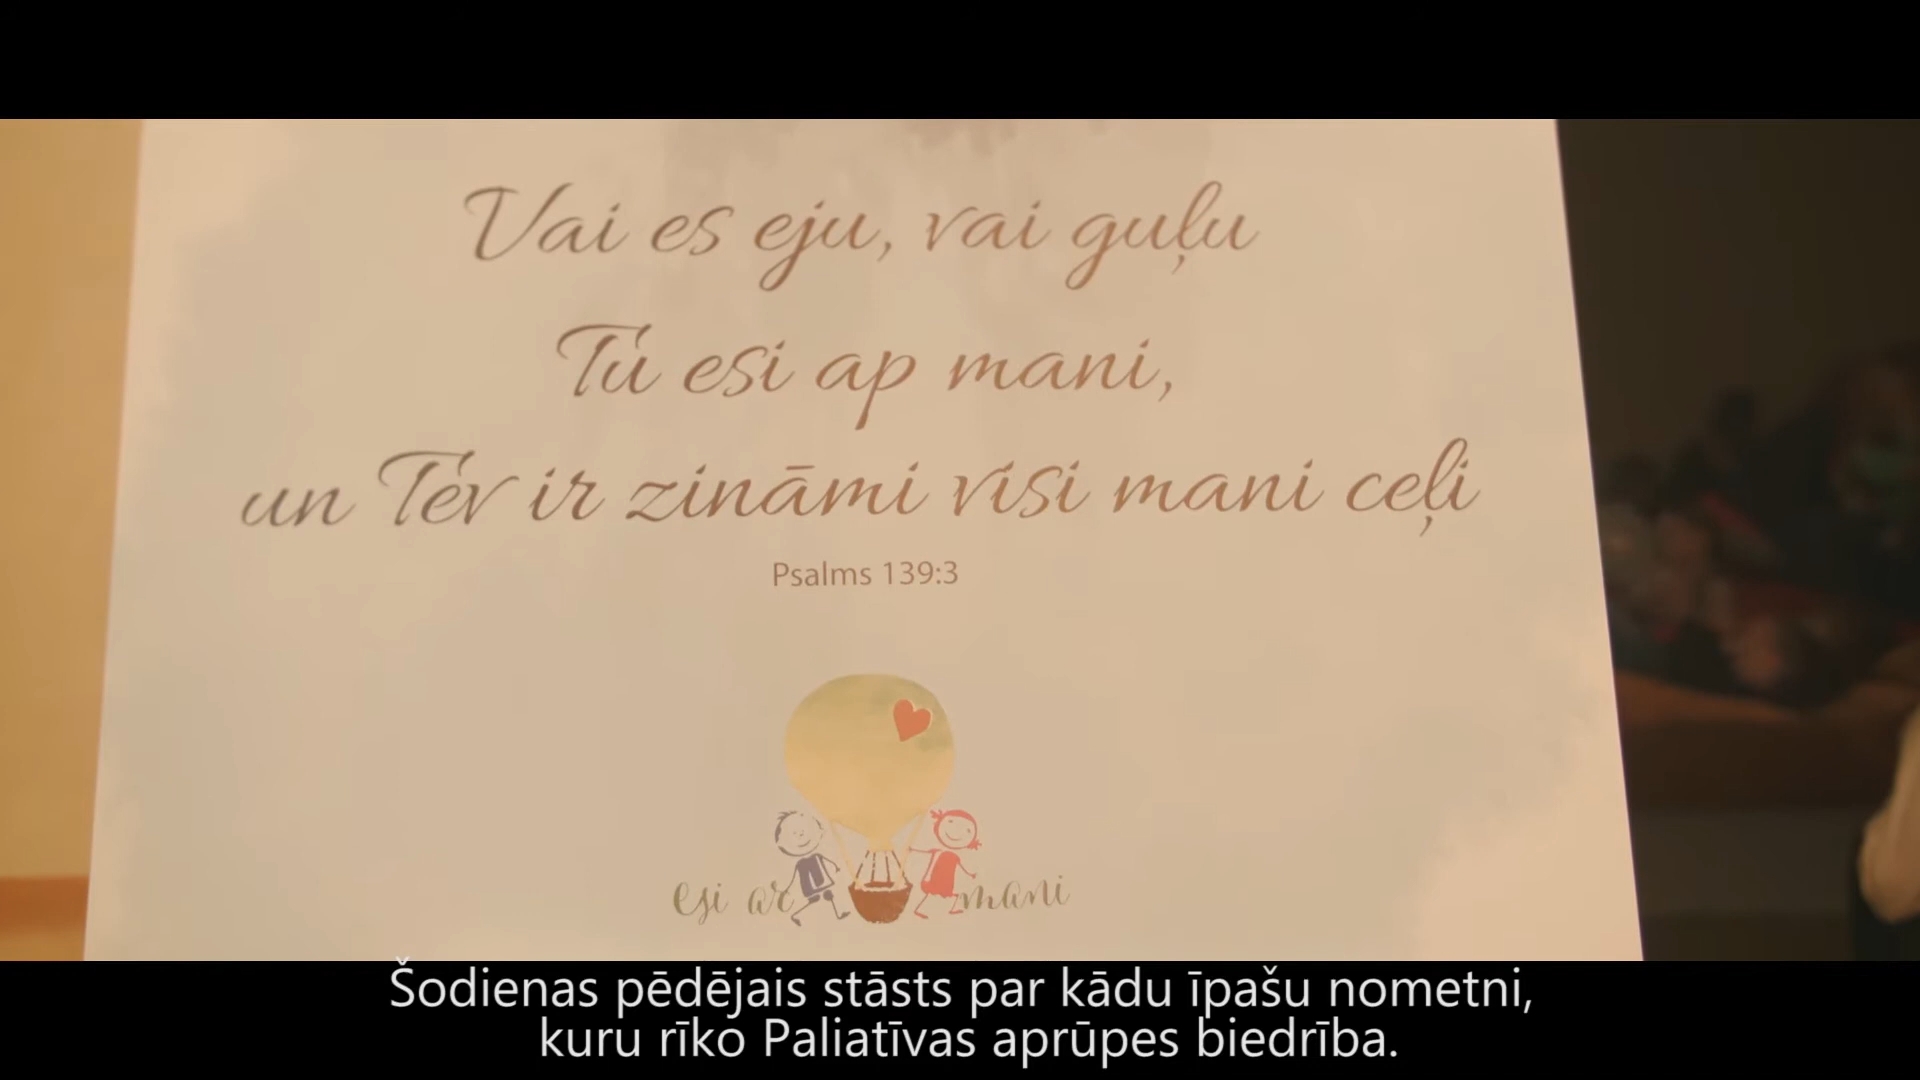 Vai es eju, vai guļu
Tu esi ap mani,
un Tev ir zināmi visi mani ceļi
Psalms 139:3
esi ar mani
Šodienas pēdējais stāsts par kādu īpašu nometni,
kuru rīko Paliatīvas aprūpes biedrība.